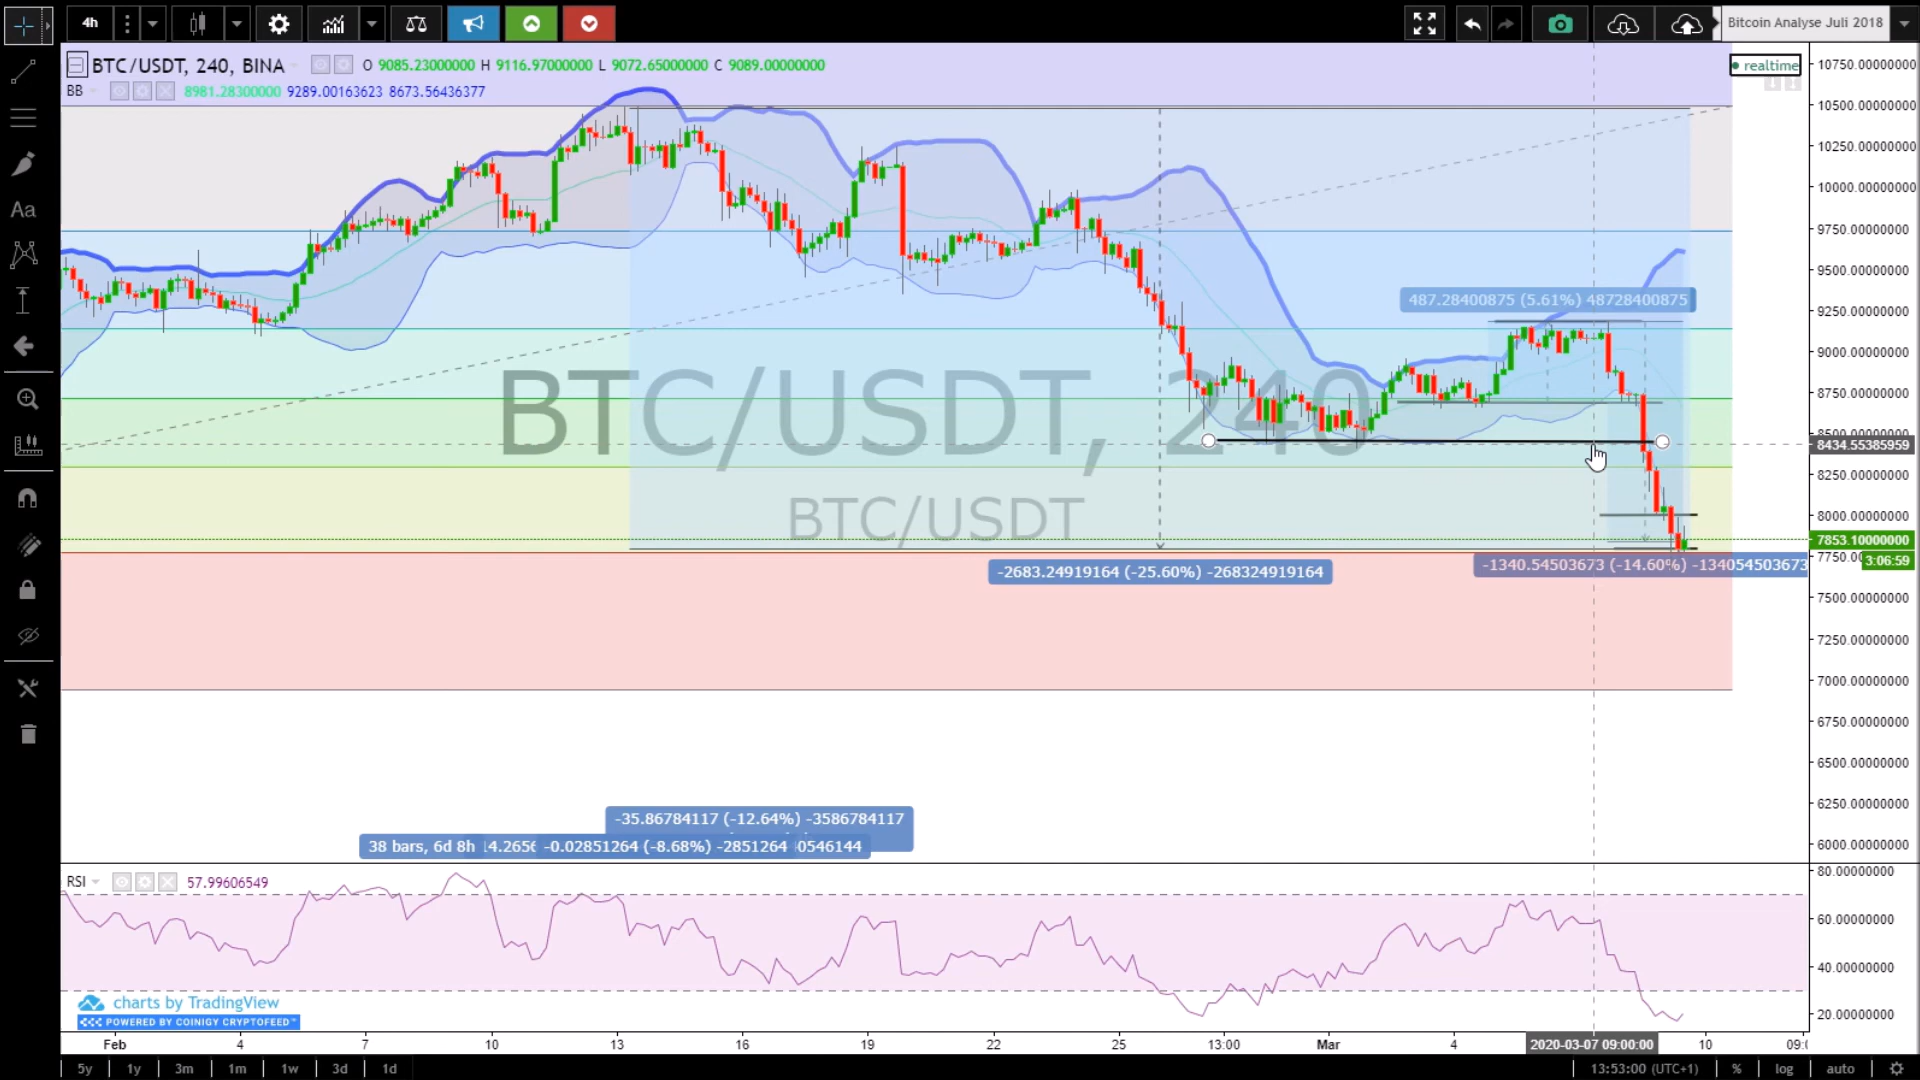 4h
Bitcoin Analyse Juli 2018
BTC/USDT, 240, BINA O 9085.23000000 H 9116.97000000 L 9072.65000000 C 9089.00000000
BB 8981.28300000 9289.00163623 8673.56436377
realtime
Aa
10750.00000000
10500.00000000
10250.00000000
10000.00000000
9750.00000000
9500.00000000
9250.00000000
9000.00000000
8750.00000000
8434.55385959
8250.00000000
8000.00000000
7853.10000000
3:06:59
7500.00000000
7250.00000000
7000.00000000
6750.00000000
6500.00000000
6250.00000000
6000.00000000
487.28400875 (5.61%) 48728400875
BTC/USDT, 240
BTC/USDT
-2683.24919164 (-25.60%) -268324919164
-1340.54503673 (-14.60%) -134054503673
-35.86784117 (-12.64%) -3586784117
38 bars, 6d 8h
-0.02851264 (-8.68%) -2851264
RSI 57.99606549
80.00000000
60.00000000
40.00000000
20.00000000
charts by TradingView
POWERED BY COINIGY CRYPTOFEED™
Feb 4 7 10 13 16 19 22 25 13:00 Mar 4 2020-03-07 09:00:00 10
5y 1y 3m 1m 1w 3d 1d 13:53:00 (UTC+1) % log auto